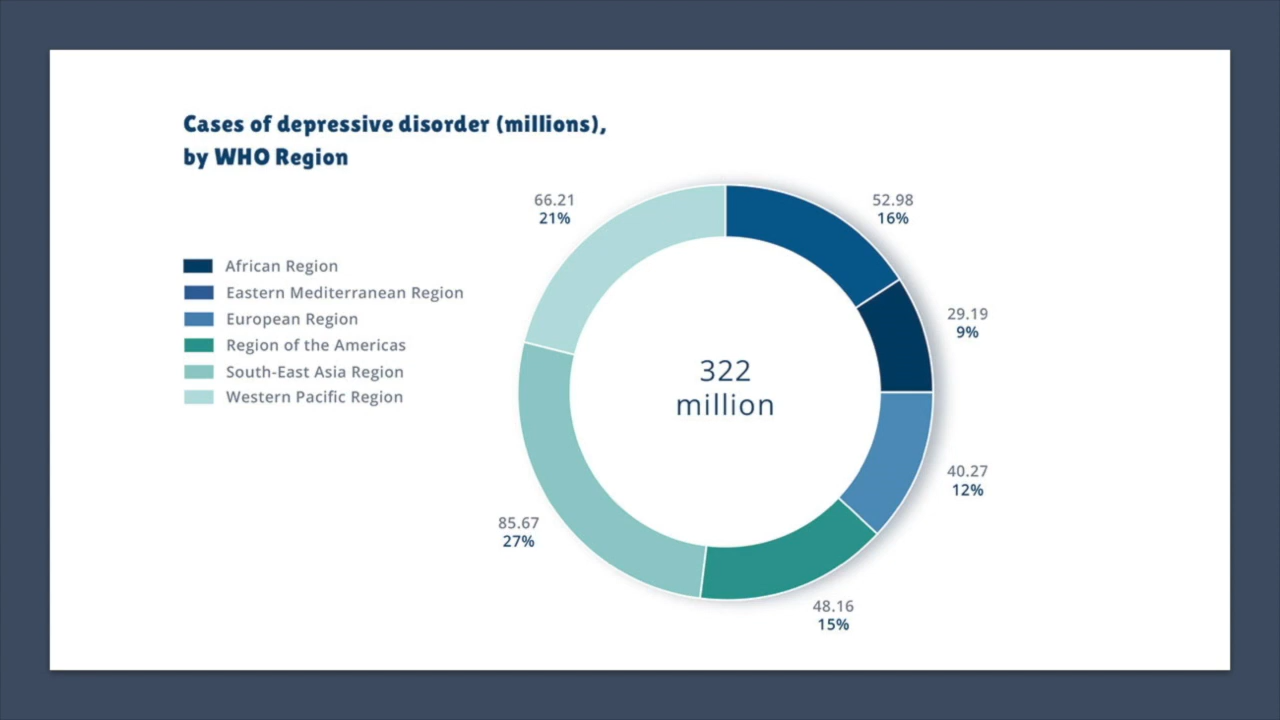 Cases of depressive disorder (millions),
by WHO Region
African Region
Eastern Mediterranean Region
European Region
Region of the Americas
South-East Asia Region
Western Pacific Region
66.21
21%
52.98
16%
29.19
9%
322
million
40.27
12%
85.67
27%
48.16
15%